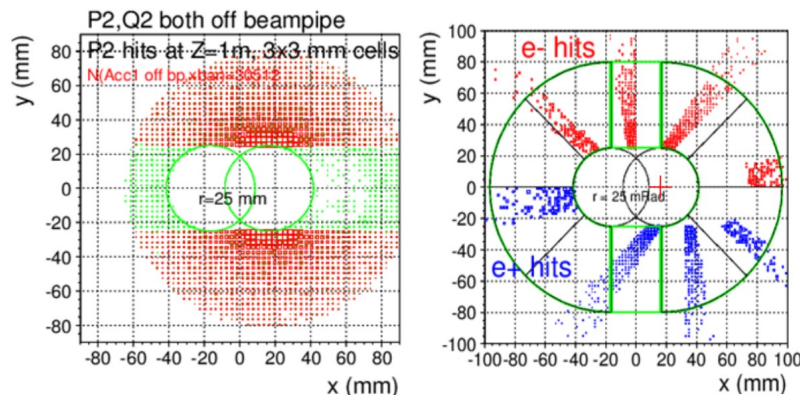 P2,Q2 both off beampipe
P2 hits at Z=1m, 3x3 mm cells
y (mm)
80
60
40
20
0
-20
-40
-60
-80
r=25 mm
-80 -60 -40 -20 0 20 40 60 80
x (mm)
y (mm)
100
80
60
40
20
0
-20
-40
-60
-80
-100
e- hits
r = 25 mRad
e+ hits
-100 -80 -60 -40 -20 0 20 40 60 80 100
x (mm)